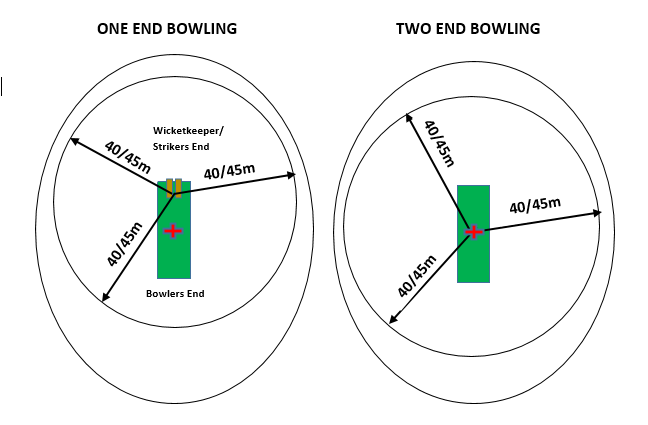 ONE END BOWLING
TWO END BOWLING
Wicketkeeper/
Strikers End
40/45m
40/45m
40/45m
Bowlers End
40/45m
40/45m
40/45m